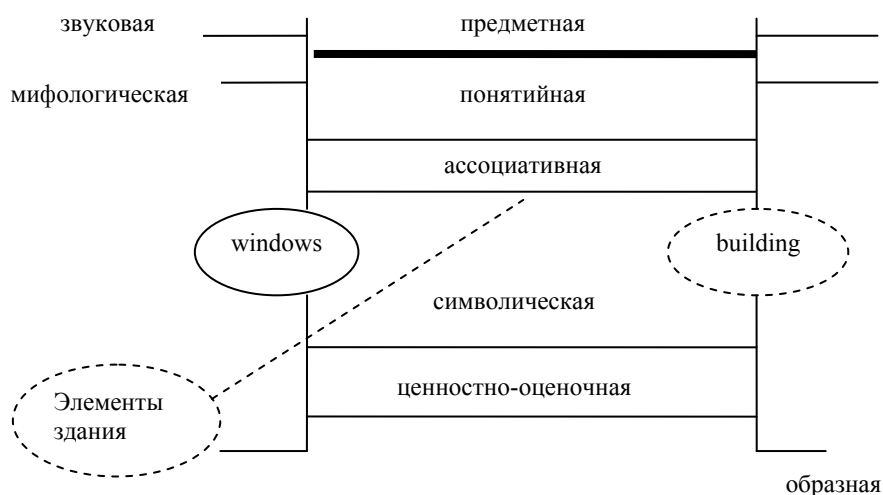 звуковая предметная
мифологическая понятийная
ассоциативная
windows building
символическая
ценностно-оценочная
Элементы
здания
образная